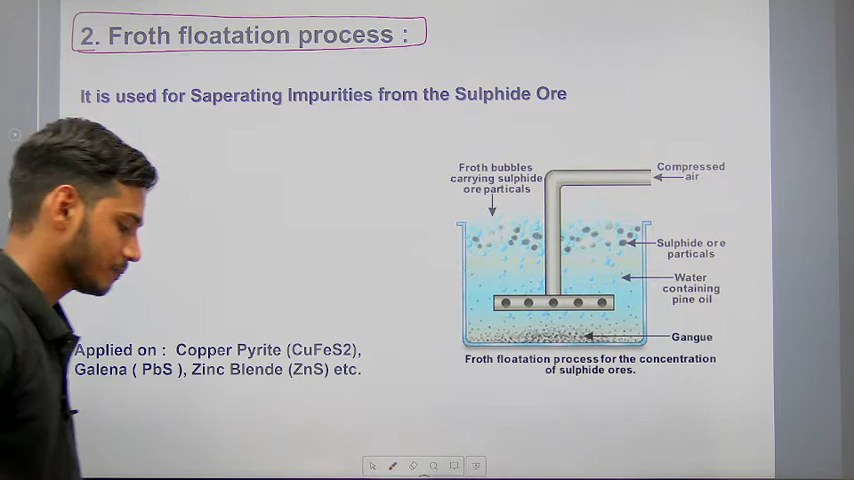 2. Froth floatation process :
It is used for Saperating Impurities from the Sulphide Ore
Froth bubbles
carrying sulphide
ore particals
Compressed
air
Sulphide ore
particals
Water
containing
pine oil
Gangue
Froth floatation process for the concentration
of sulphide ores.
Applied on : Copper Pyrite (CuFeS2),
Galena ( PbS ), Zinc Blende (ZnS) etc.